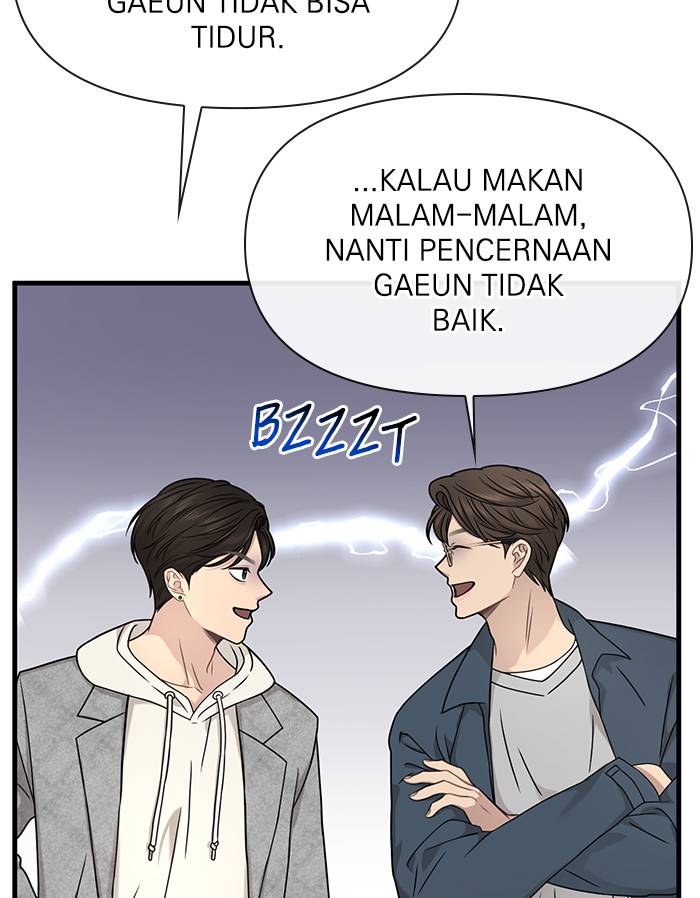 GAEUN TIDAK BISA
TIDUR.
...KALAU MAKAN
MALAM-MALAM,
NANTI PENCERNAAN
GAEUN TIDAK
BAIK.
BZZZT